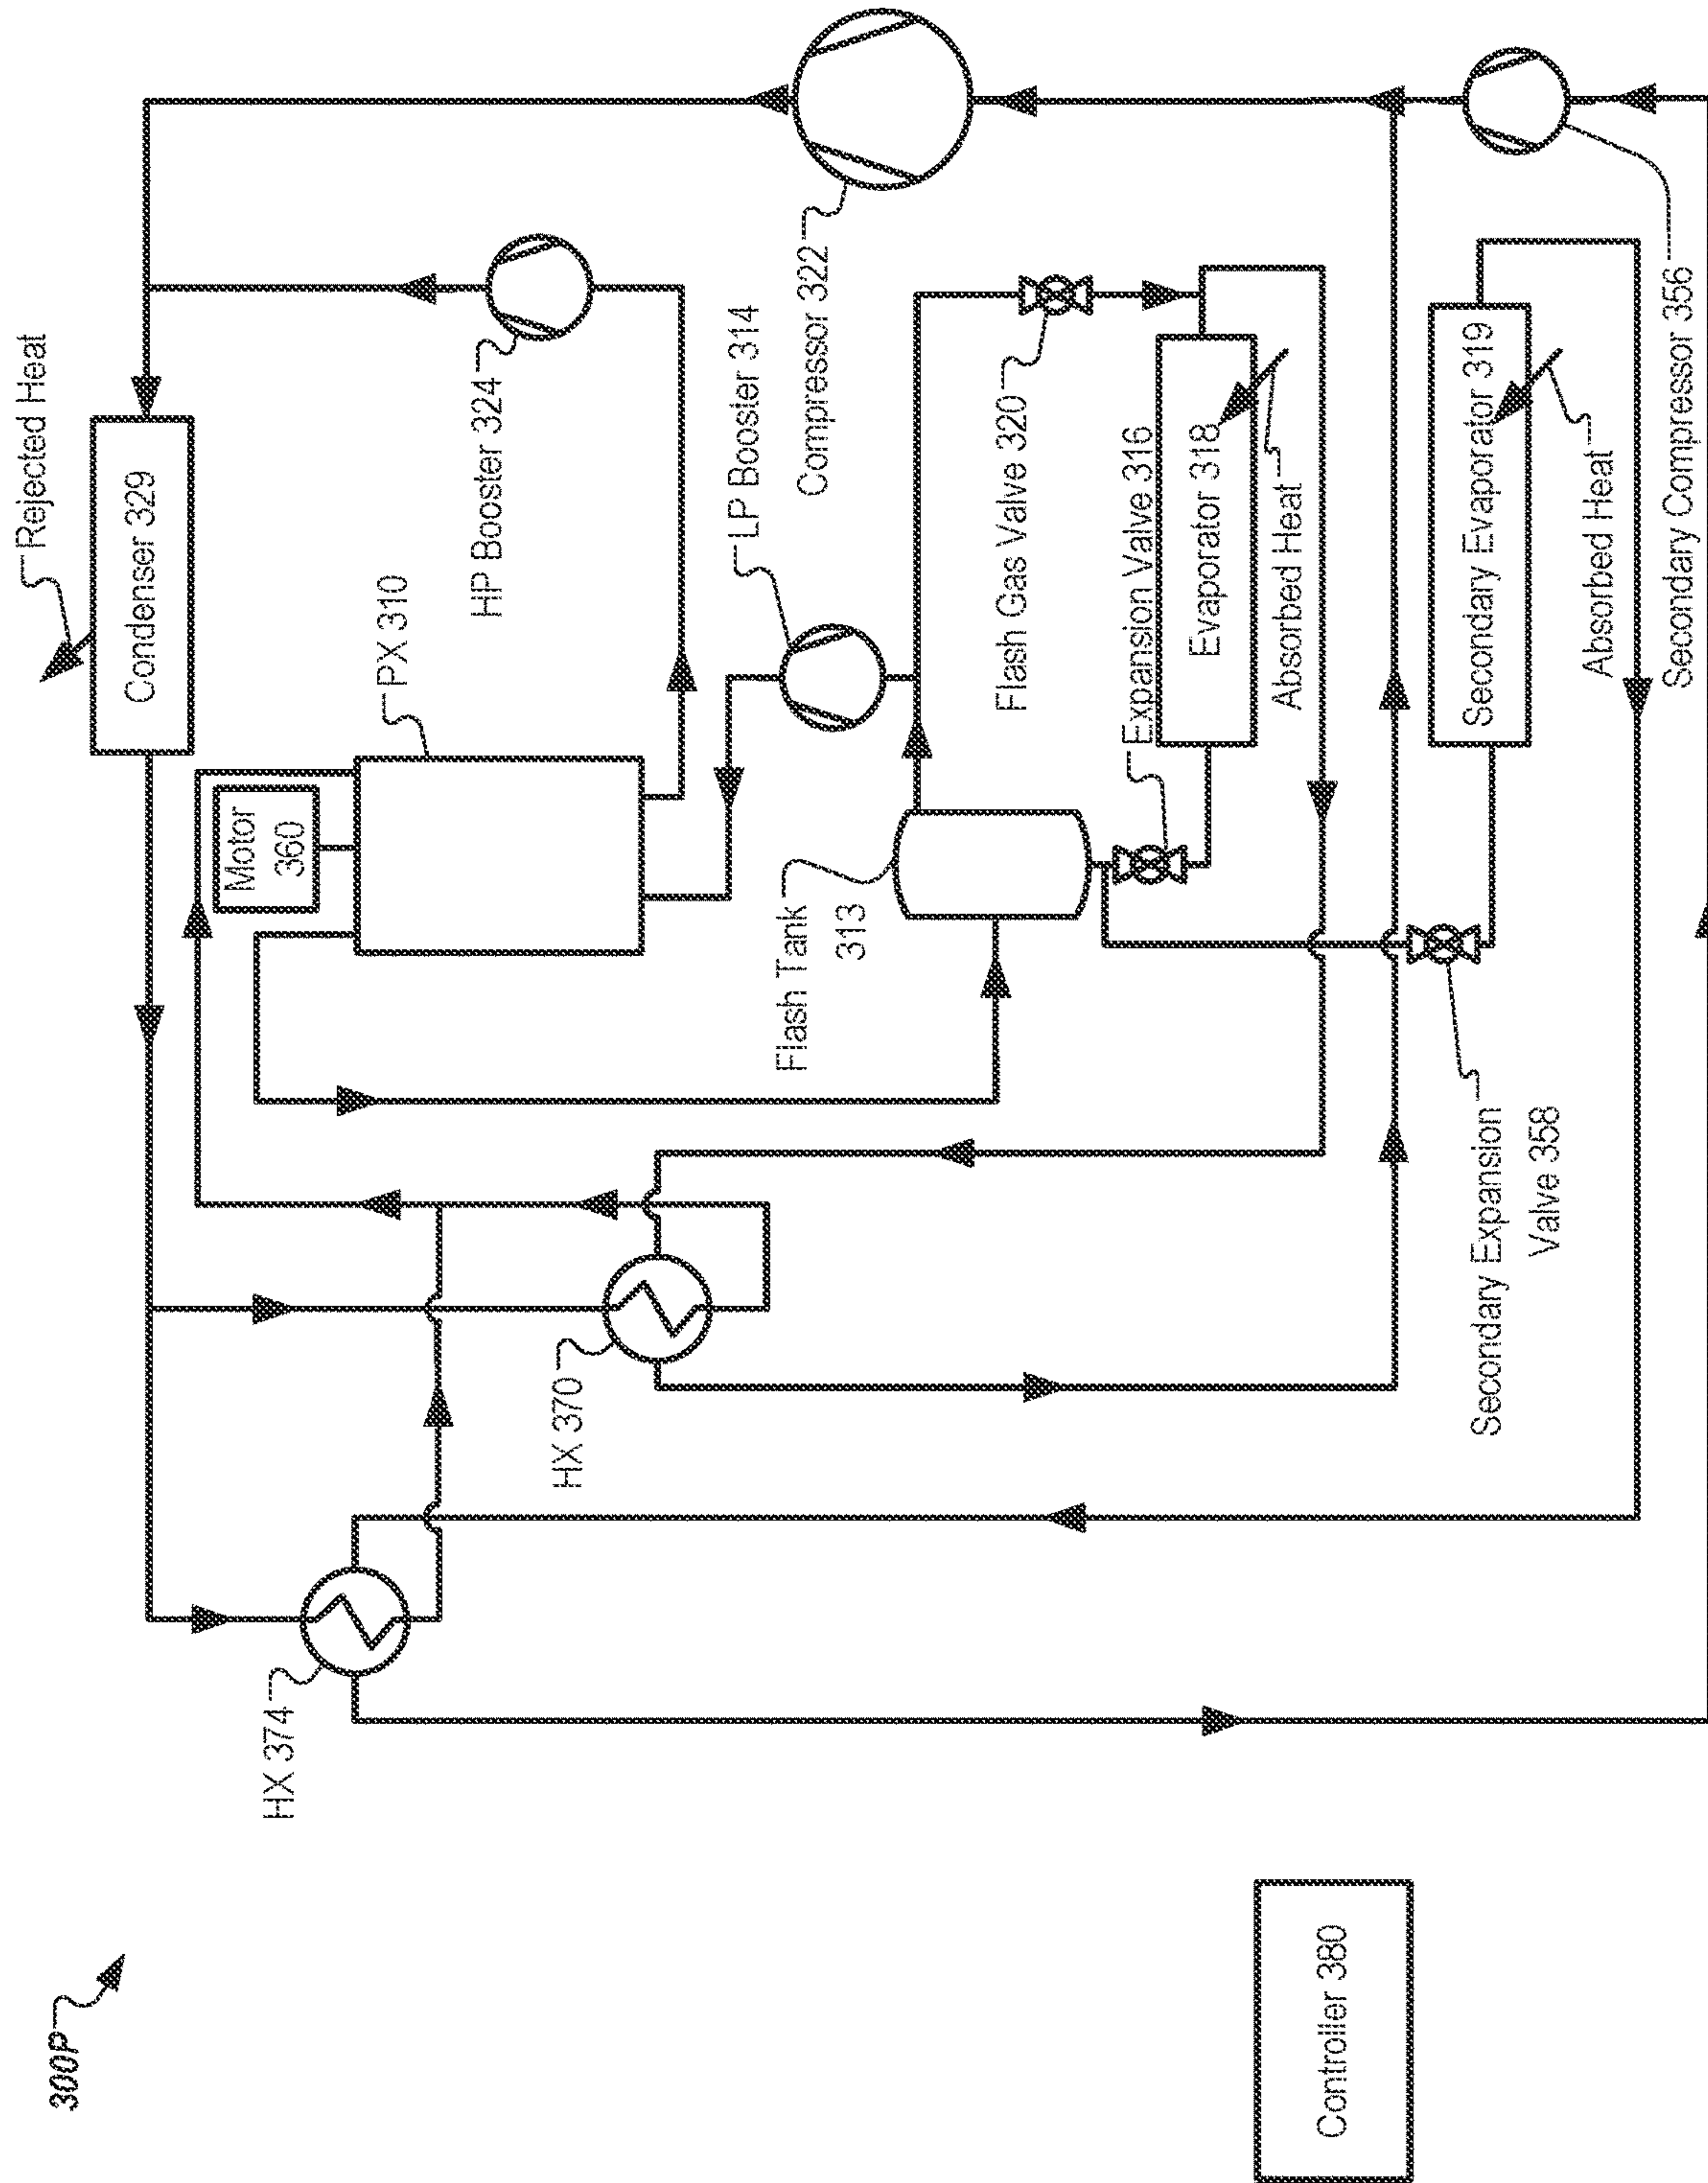 300P
Rejected Heat
Condenser 329
Motor
360
PX 310
HP Booster 324
LP Booster 314
Compressor 322
Flash Tank
313
Flash Gas Valve 320
Expansion Valve 316
Evaporator 318
Absorbed Heat
Secondary Evaporator 319
Absorbed Heat
Secondary Compressor 356
Secondary Expansion
Valve 358
HX 370
HX 374
Controller 380